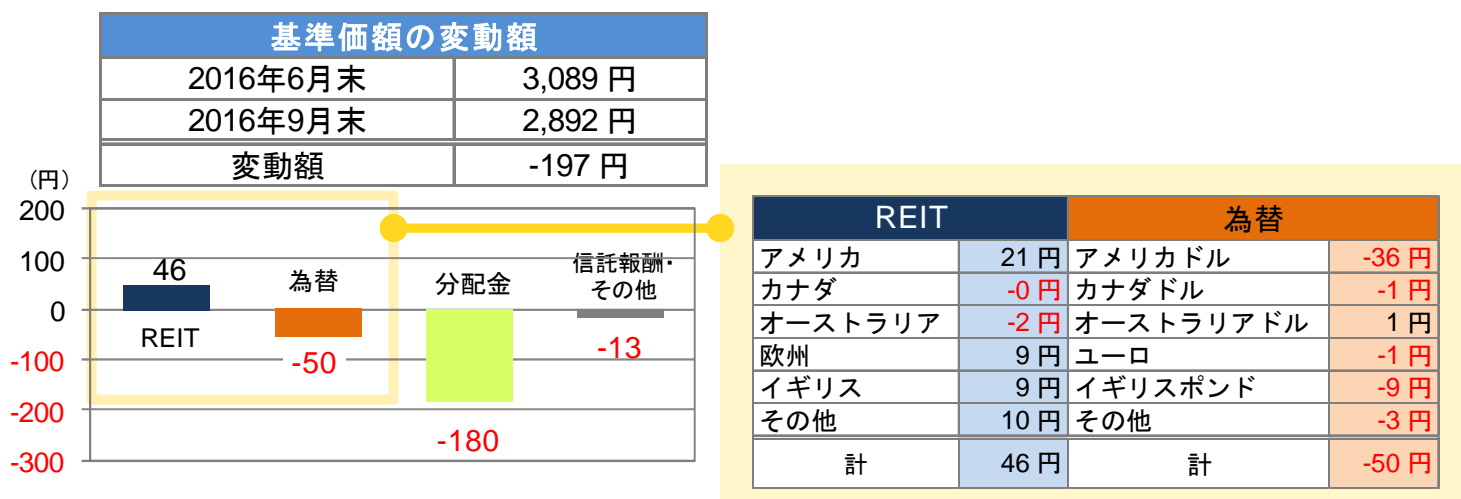 基準価額の変動額
2016年6月末 3,089 円
2016年9月末 2,892 円
変動額 -197 円
(円)
200
100
0
-100
-200
-300
46
REIT
為替
-50
分配金
-180
信託報酬・
その他
-13
REIT 為替
アメリカ 21 円 アメリカドル -36 円
カナダ -0 円 カナダドル -1 円
オーストラリア -2 円 オーストラリアドル 1 円
欧州 9 円 ユーロ -1 円
イギリス 9 円 イギリスポンド -9 円
その他 10 円 その他 -3 円
計 46 円 計 -50 円